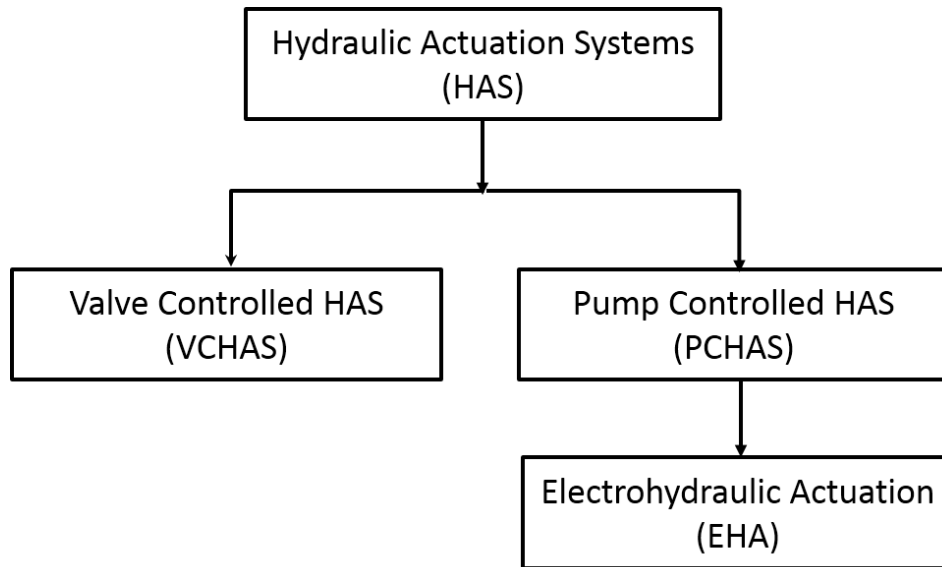 Hydraulic Actuation Systems
(HAS)
Valve Controlled HAS
(VCHAS)
Pump Controlled HAS
(PCHAS)
Electrohydraulic Actuation
(EHA)